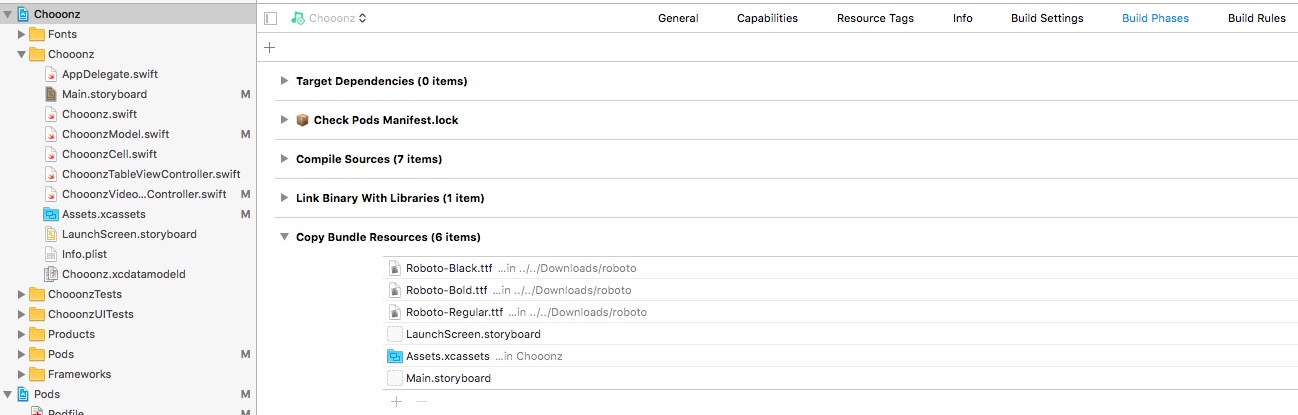 Chooonz
Fonts
Chooonz
AppDelegate.swift
Main.storyboard M
Chooonz.swift
ChooonzModel.swift M
ChooonzCell.swift
ChooonzTableViewController.swift
ChooonzVideo...Controller.swift M
Assets.xcassets M
LaunchScreen.storyboard
Info.plist
Chooonz.xcdatamodeld
ChooonzTests
ChooonzUITests
Products
Pods M
Frameworks
Pods M
Podfile M
Chooonz
General Capabilities Resource Tags Info Build Settings Build Phases Build Rules
Target Dependencies (0 items)
Check Pods Manifest.lock
Compile Sources (7 items)
Link Binary With Libraries (1 item)
Copy Bundle Resources (6 items)
Roboto-Black.ttf ...in ../../Downloads/roboto
Roboto-Bold.ttf ...in ../../Downloads/roboto
Roboto-Regular.ttf ...in ../../Downloads/roboto
LaunchScreen.storyboard
Assets.xcassets ...in Chooonz
Main.storyboard